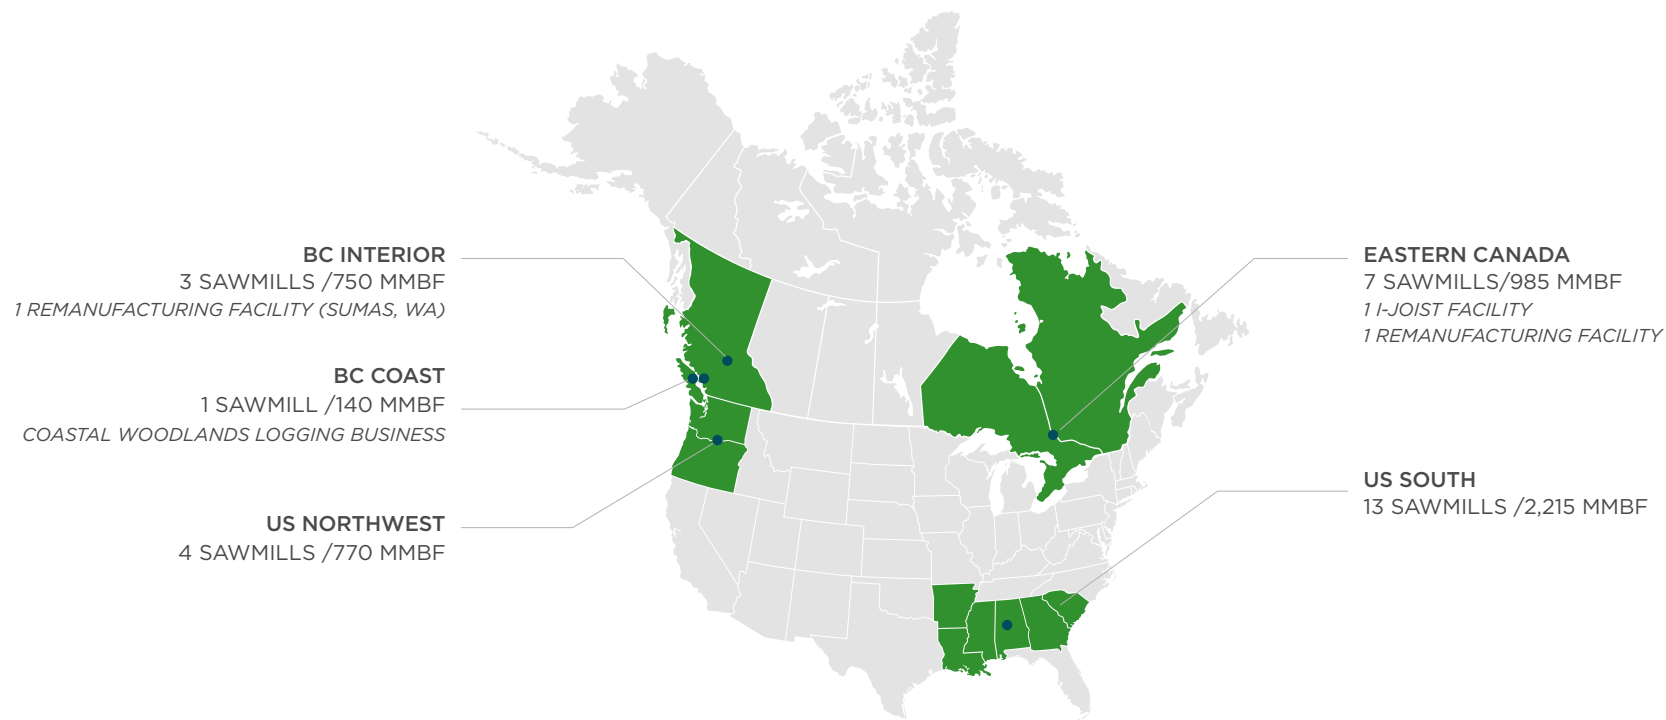 BC INTERIOR
3 SAWMILLS /750 MMBF
1 REMANUFACTURING FACILITY (SUMAS, WA)
BC COAST
1 SAWMILL /140 MMBF
COASTAL WOODLANDS LOGGING BUSINESS
US NORTHWEST
4 SAWMILLS /770 MMBF
EASTERN CANADA
7 SAWMILLS/985 MMBF
1 I-JOIST FACILITY
1 REMANUFACTURING FACILITY
US SOUTH
13 SAWMILLS /2,215 MMBF